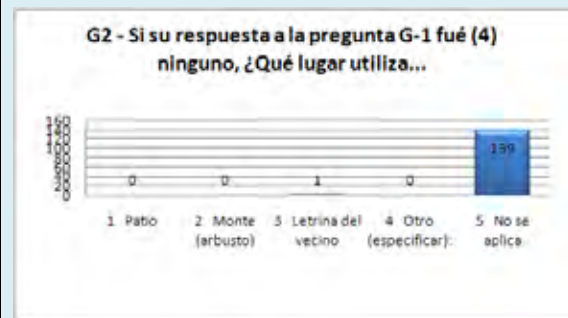 G2 - Si su respuesta a la pregunta G-1 fué (4)
ninguno, ¿Qué lugar utiliza...
160
140
120
100
80
60
40
20
0
0 0 1 0 139
1 Patio 2 Monte 3 Letrina del 4 Otro 5 No se
(arbusto) vecino (especificar): aplica